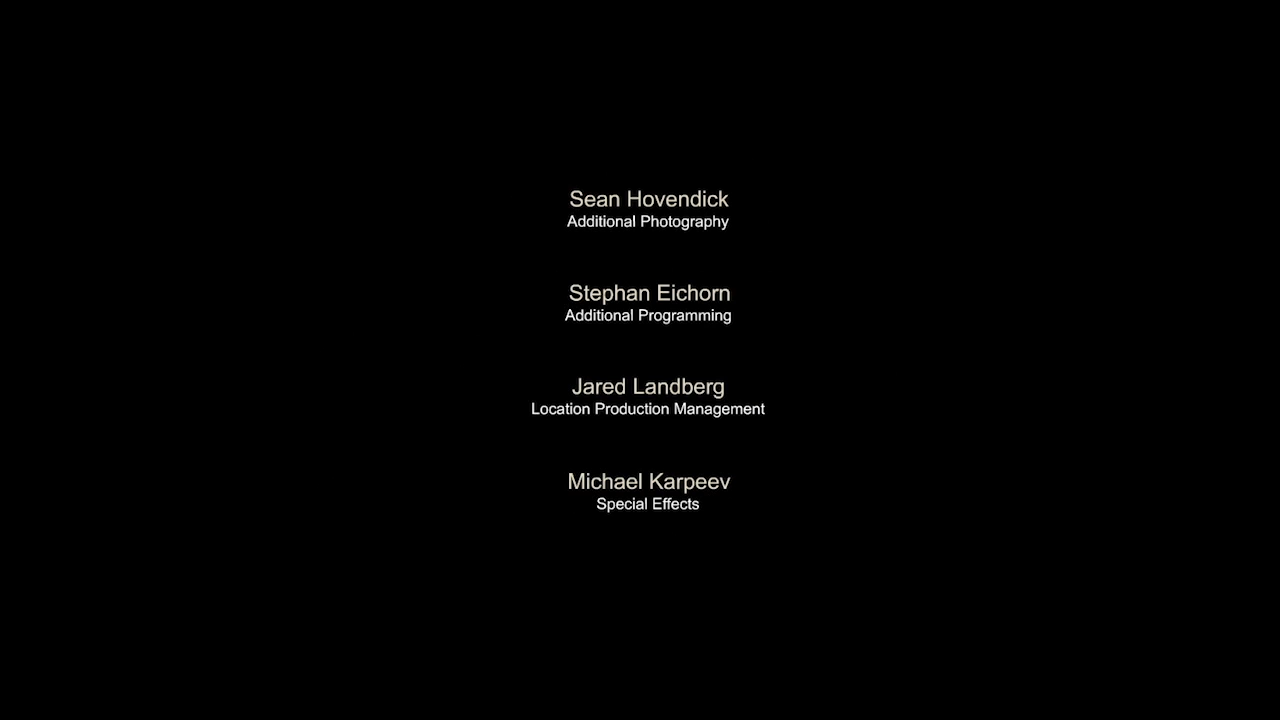 Sean Hovendick
Additional Photography
Stephan Eichorn
Additional Programming
Jared Landberg
Location Production Management
Michael Karpeev
Special Effects